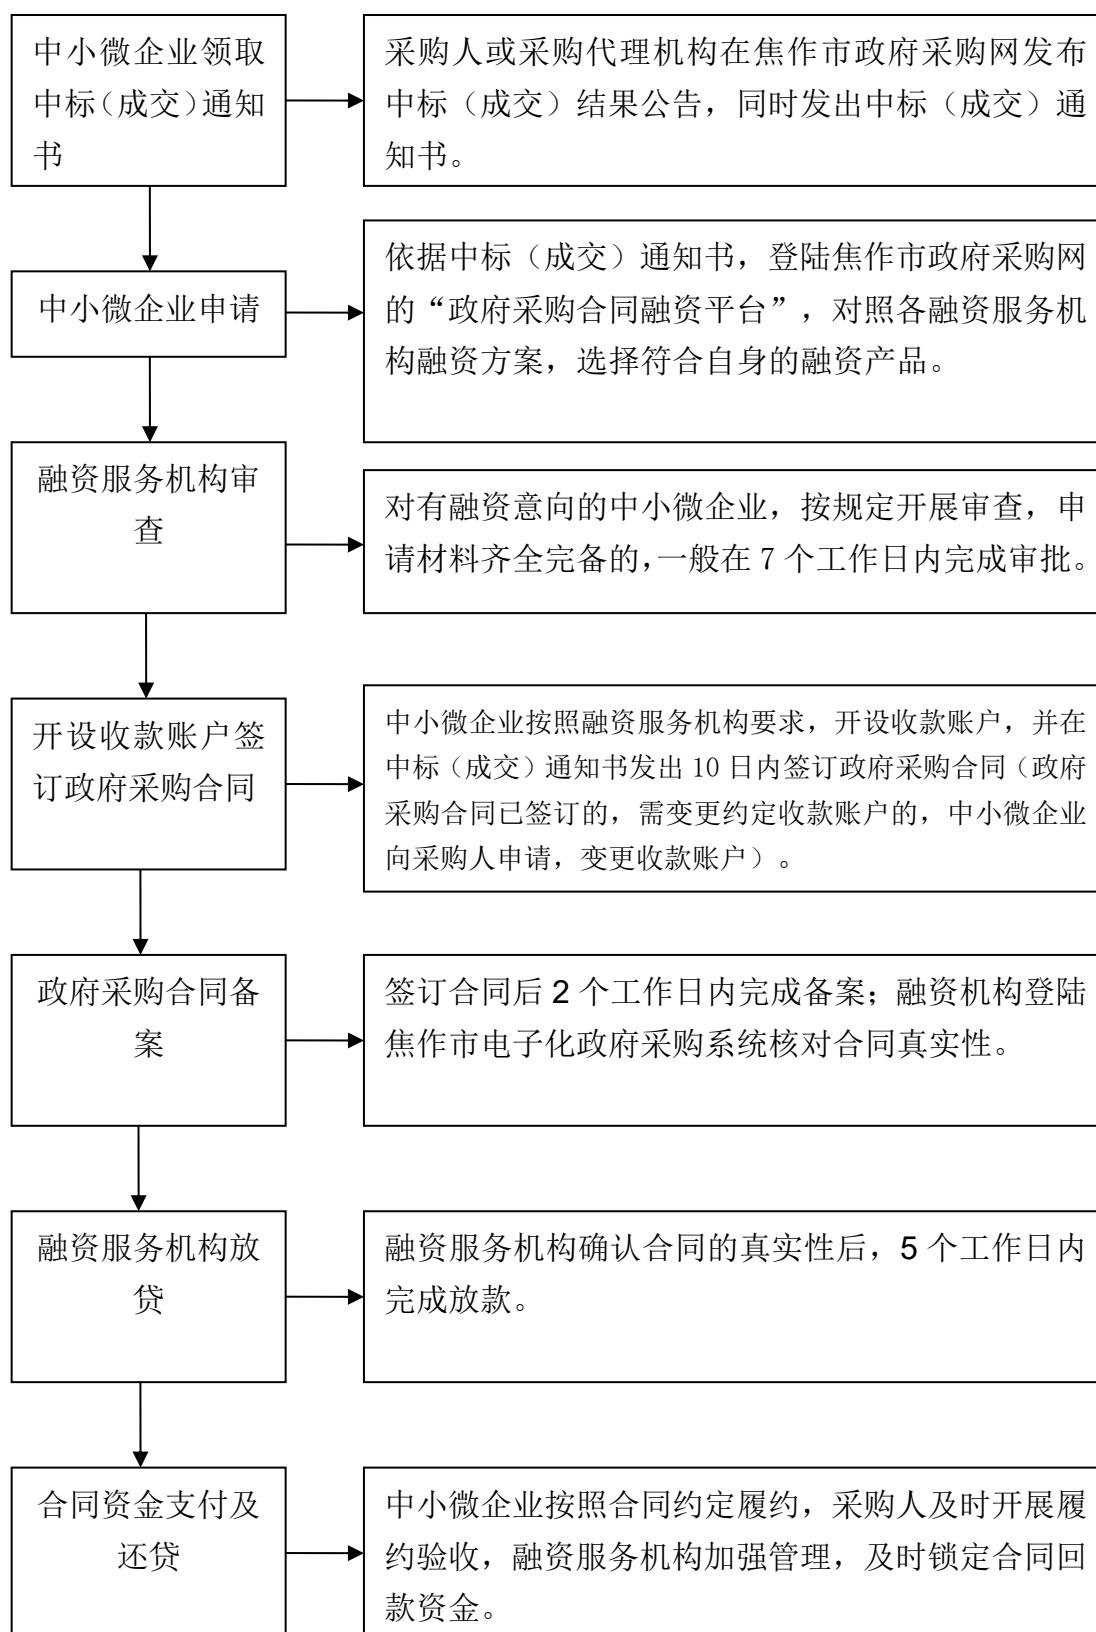 中小微企业领取
中标（成交）通知
书
采购人或采购代理机构在焦作市政府采购网发布
中标（成交）结果公告，同时发出中标（成交）通
知书。
中小微企业申请
依据中标（成交）通知书，登陆焦作市政府采购网
的“政府采购合同融资平台”，对照各融资服务机
构融资方案，选择符合自身的融资产品。
融资服务机构审
查
对有融资意向的中小微企业，按规定开展审查，申
请材料齐全完备的，一般在 7 个工作日内完成审批。
开设收款账户签
订政府采购合同
中小微企业按照融资服务机构要求，开设收款账户，并在
中标（成交）通知书发出 10 日内签订政府采购合同（政府
采购合同已签订的，需变更约定收款账户的，中小微企业
向采购人申请，变更收款账户）。
政府采购合同备
案
签订合同后 2 个工作日内完成备案；融资机构登陆
焦作市电子化政府采购系统核对合同真实性。
融资服务机构放
贷
融资服务机构确认合同的真实性后，5 个工作日内
完成放款。
合同资金支付及
还贷
中小微企业按照合同约定履约，采购人及时开展履
约验收，融资服务机构加强管理，及时锁定合同回
款资金。